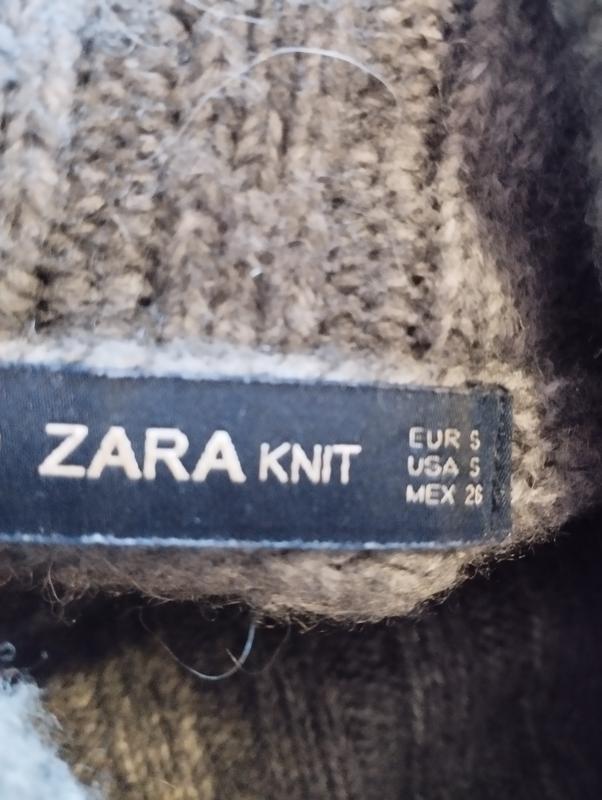 ZARA KNIT
EUR S
USA S
MEX 26